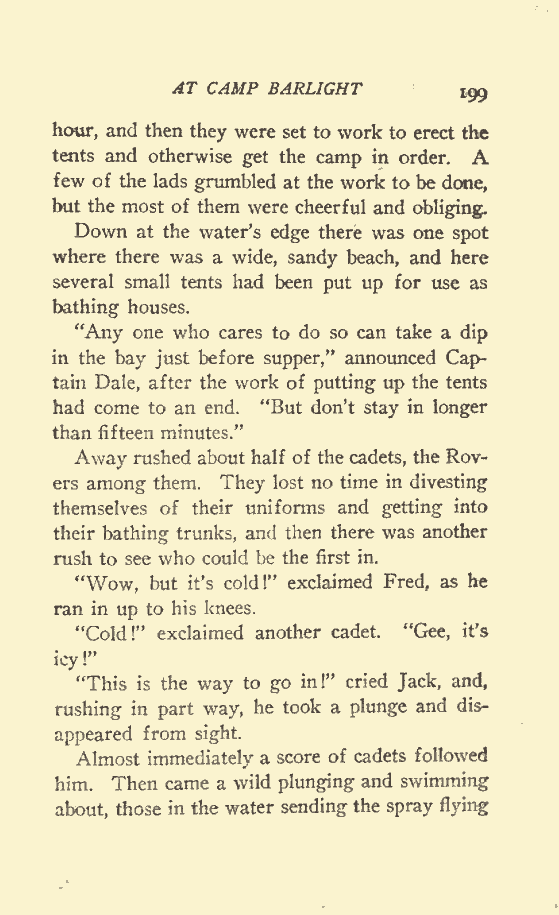 AT CAMP BARLIGHT 199
hour, and then they were set to work to erect the
tents and otherwise get the camp in order. A
few of the lads grumbled at the work to be done,
but the most of them were cheerful and obliging.
Down at the water's edge there was one spot
where there was a wide, sandy beach, and here
several small tents had been put up for use as
bathing houses.
"Any one who cares to do so can take a dip
in the bay just before supper," announced Cap-
tain Dale, after the work of putting up the tents
had come to an end. "But don't stay in longer
than fifteen minutes."
Away rushed about half of the cadets, the Rov-
ers among them. They lost no time in divesting
themselves of their uniforms and getting into
their bathing trunks, and then there was another
rush to see who could be the first in.
"Wow, but it's cold!" exclaimed Fred, as he
ran in up to his knees.
"Cold!" exclaimed another cadet. "Gee, it's
icy!"
"This is the way to go in!" cried Jack, and,
rushing in part way, he took a plunge and dis-
appeared from sight.
Almost immediately a score of cadets followed
him. Then came a wild plunging and swimming
about, those in the water sending the spray flying